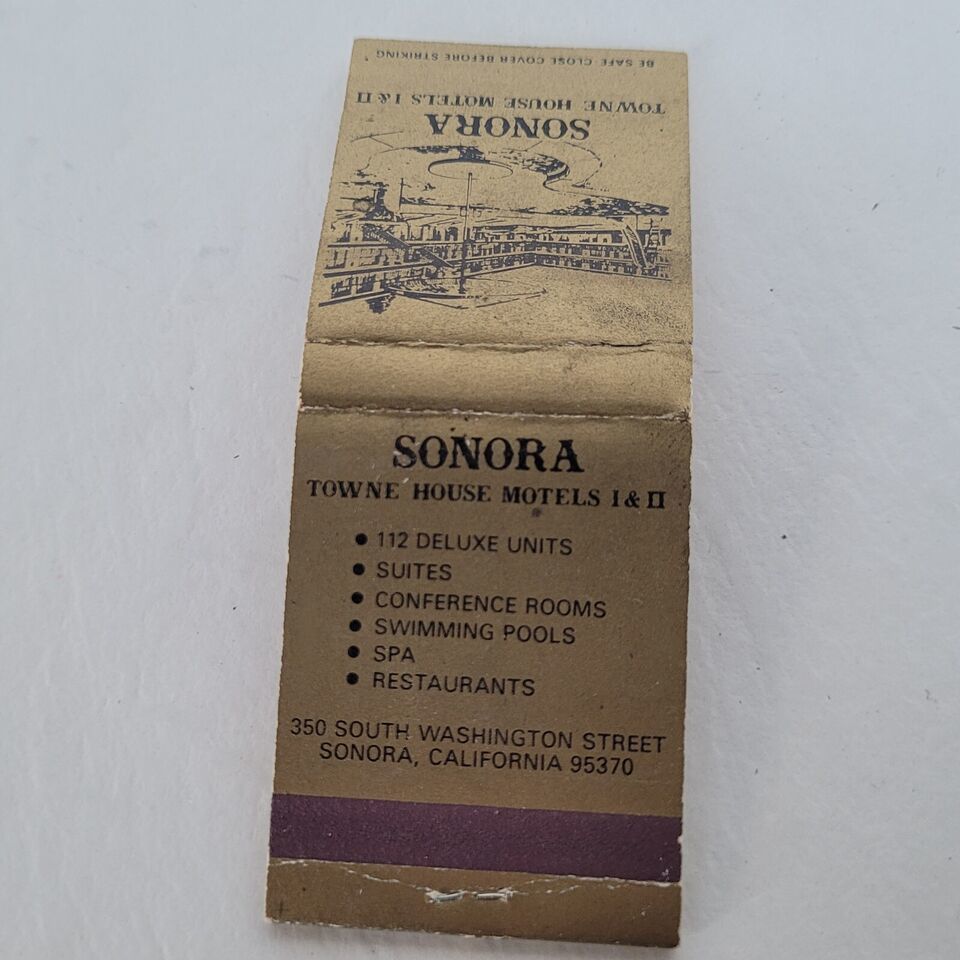 BE SAFE CLOSE COVER BEFORE STRIKING
SONORA
TOWNE HOUSE MOTELS I & II
SONORA
TOWNE HOUSE MOTELS I & II
● 112 DELUXE UNITS
● SUITES
● CONFERENCE ROOMS
● SWIMMING POOLS
● SPA
● RESTAURANTS
350 SOUTH WASHINGTON STREET
SONORA, CALIFORNIA 95370